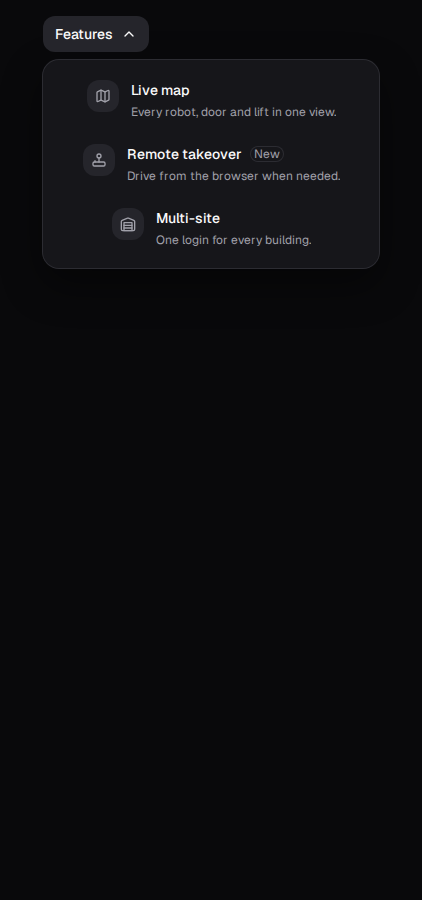 Features
Live map
Every robot, door and lift in one view.
Remote takeover New
Drive from the browser when needed.
Multi-site
One login for every building.